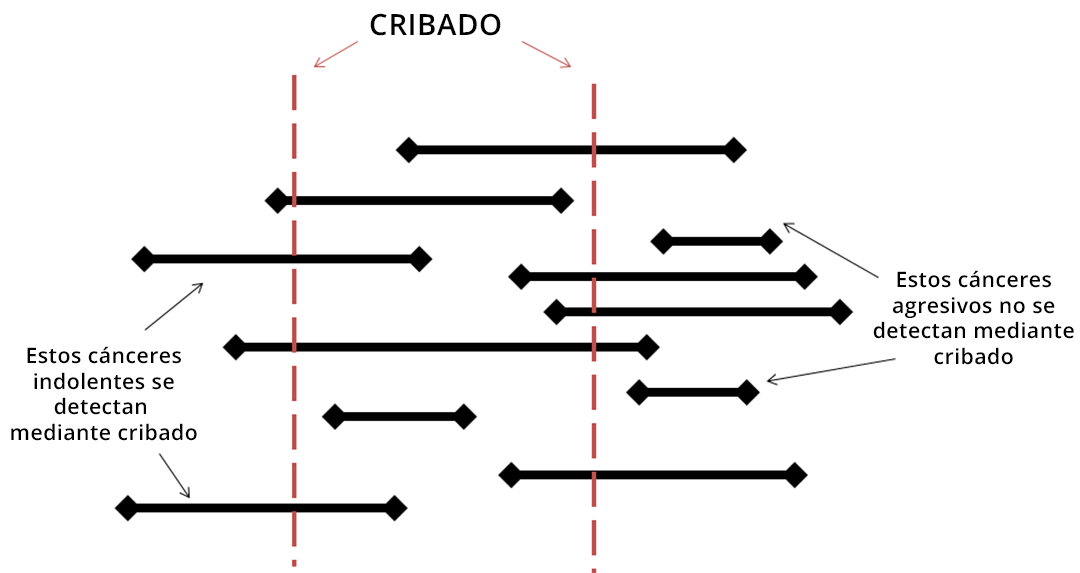 CRIBADO
Estos cánceres
agresivos no se
detectan mediante
cribado
Estos cánceres
indolentes se
detectan
mediante cribado